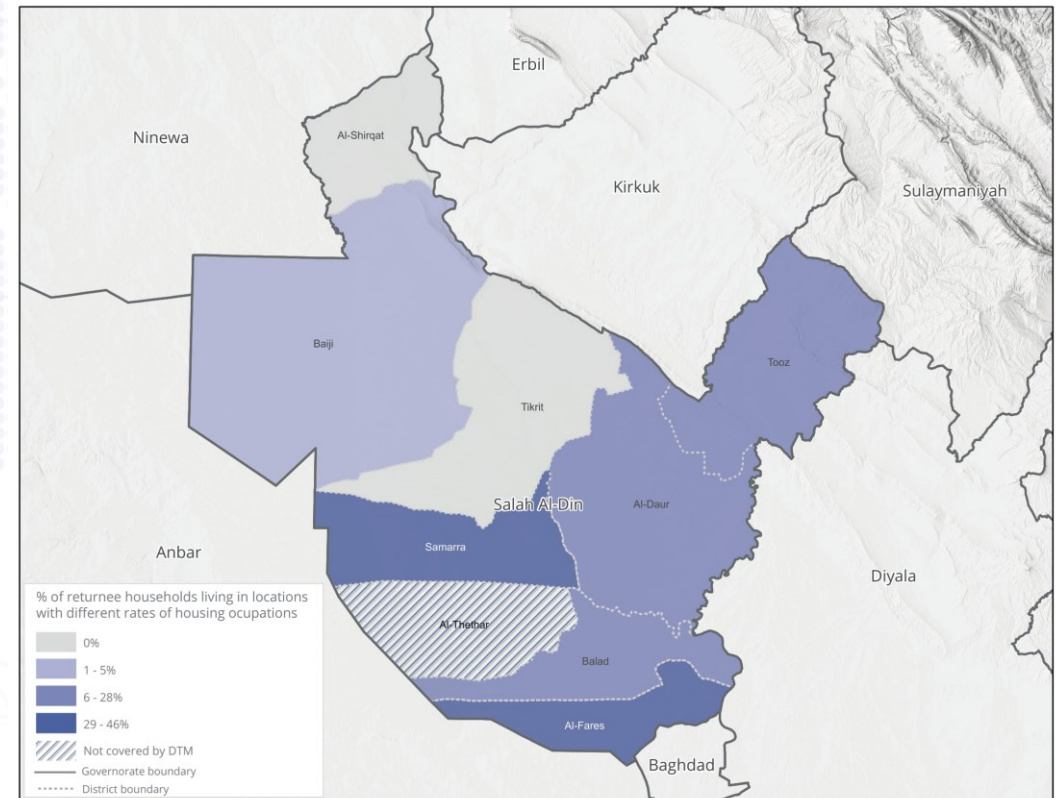 Erbil
Al-Shirqat
Ninewa
Kirkuk
Sulaymaniyah
Baiji
Tooz
Tikrit
Salah Al-Din
Al-Daur
Samarra
Anbar
Diyala
Al-Thethar
Balad
Al-Fares
Baghdad
% of returnee households living in locations
with different rates of housing ocupations
0%
1 - 5%
6 - 28%
29 - 46%
Not covered by DTM
Governorate boundary
District boundary